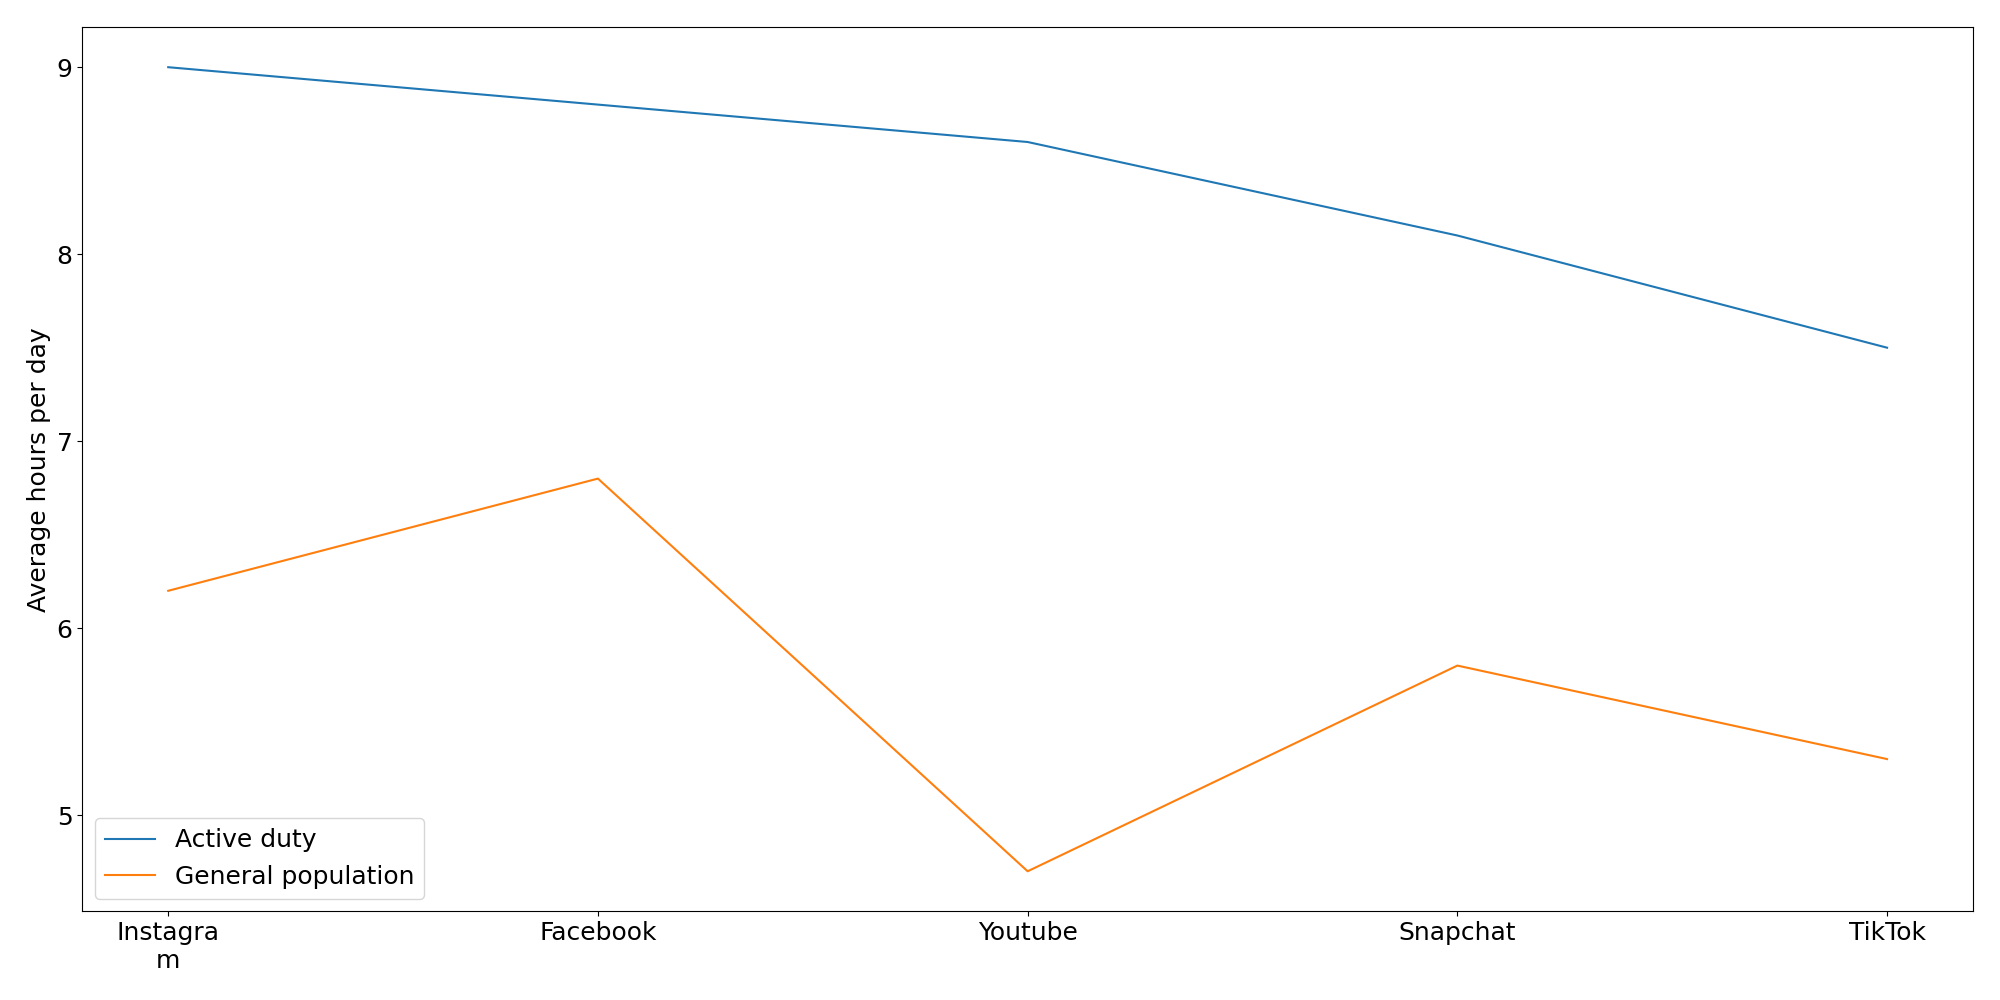 Average hours per day
9
8
7
6
5
Active duty
General population
Instagra
m
Facebook
Youtube
Snapchat
TikTok